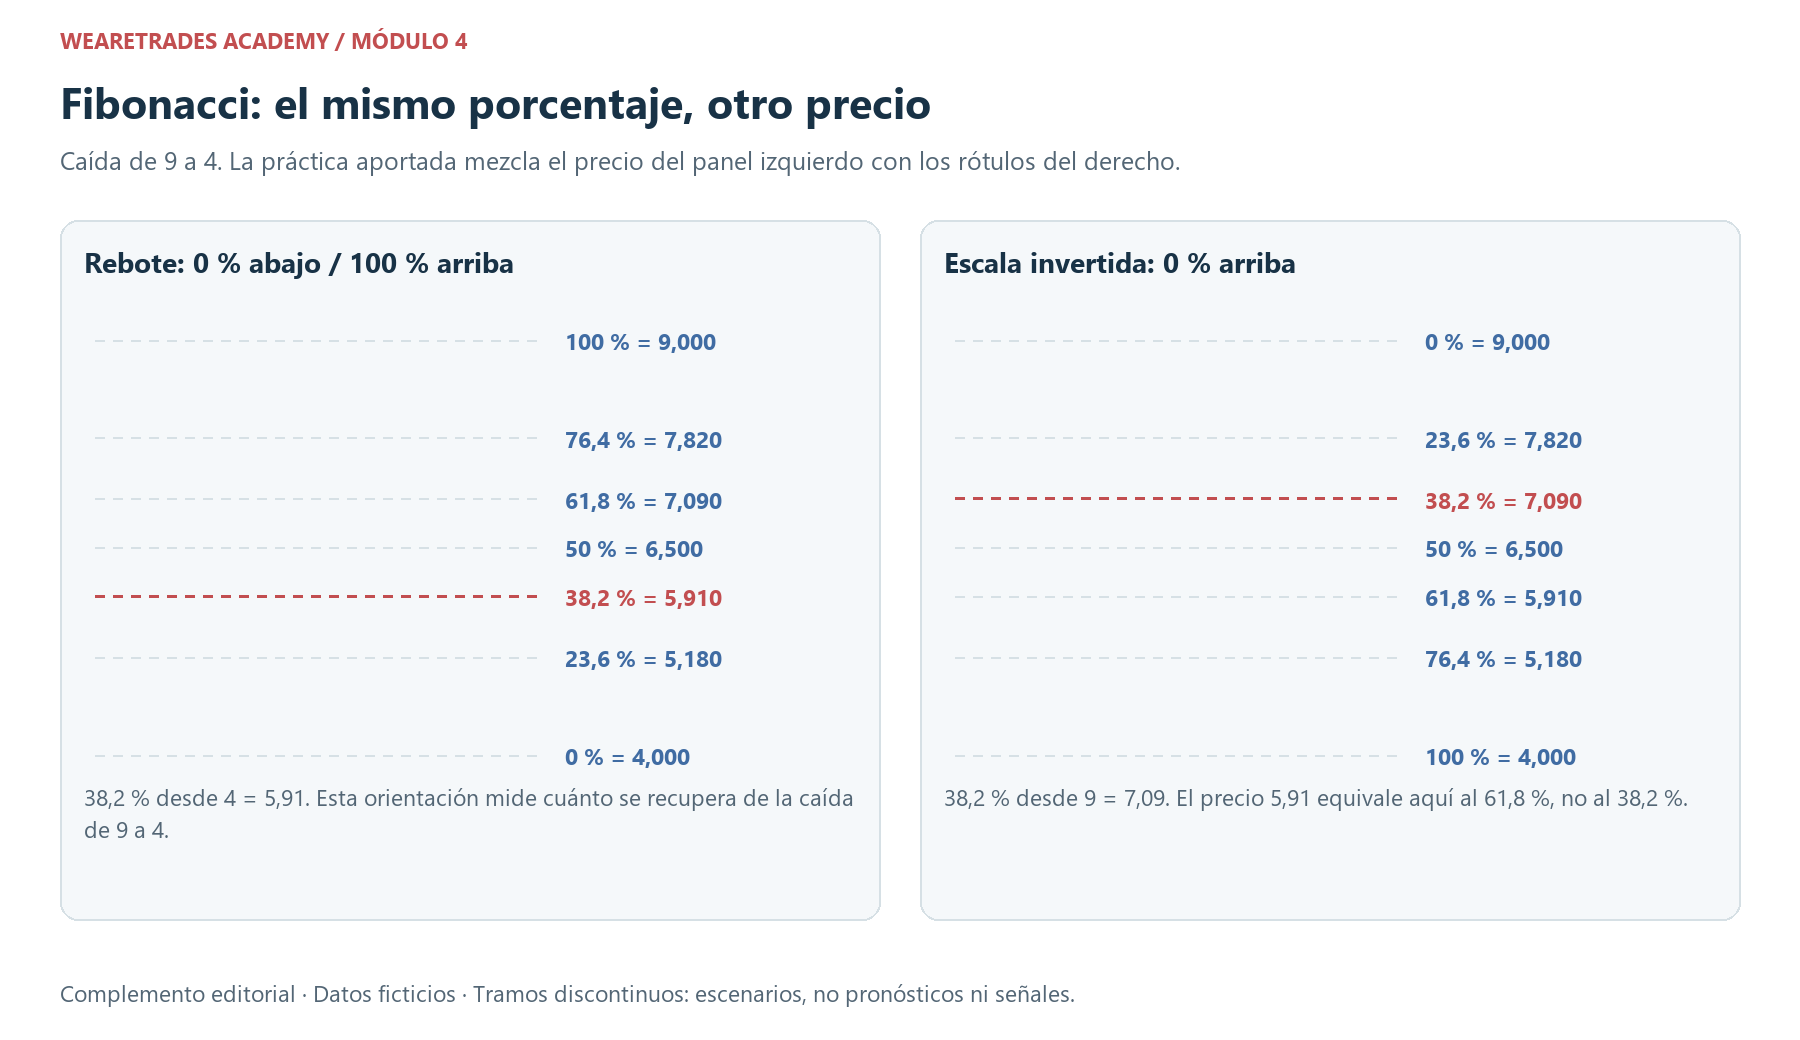 WEARETRADES ACADEMY / MÓDULO 4
Fibonacci: el mismo porcentaje, otro precio
Caída de 9 a 4. La práctica aportada mezcla el precio del panel izquierdo con los rótulos del derecho.
Rebote: 0 % abajo / 100 % arriba
100 % = 9,000
76,4 % = 7,820
61,8 % = 7,090
50 % = 6,500
38,2 % = 5,910
23,6 % = 5,180
0 % = 4,000
38,2 % desde 4 = 5,91. Esta orientación mide cuánto se recupera de la caída
de 9 a 4.
Escala invertida: 0 % arriba
0 % = 9,000
23,6 % = 7,820
38,2 % = 7,090
50 % = 6,500
61,8 % = 5,910
76,4 % = 5,180
100 % = 4,000
38,2 % desde 9 = 7,09. El precio 5,91 equivale aquí al 61,8 %, no al 38,2 %.
Complemento editorial · Datos ficticios · Tramos discontinuos: escenarios, no pronósticos ni señales.